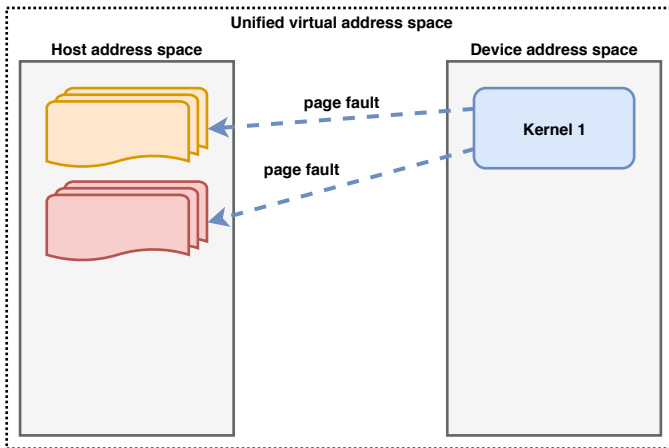 Unified virtual address space
Host address space
Device address space
page fault
Kernel 1
page fault